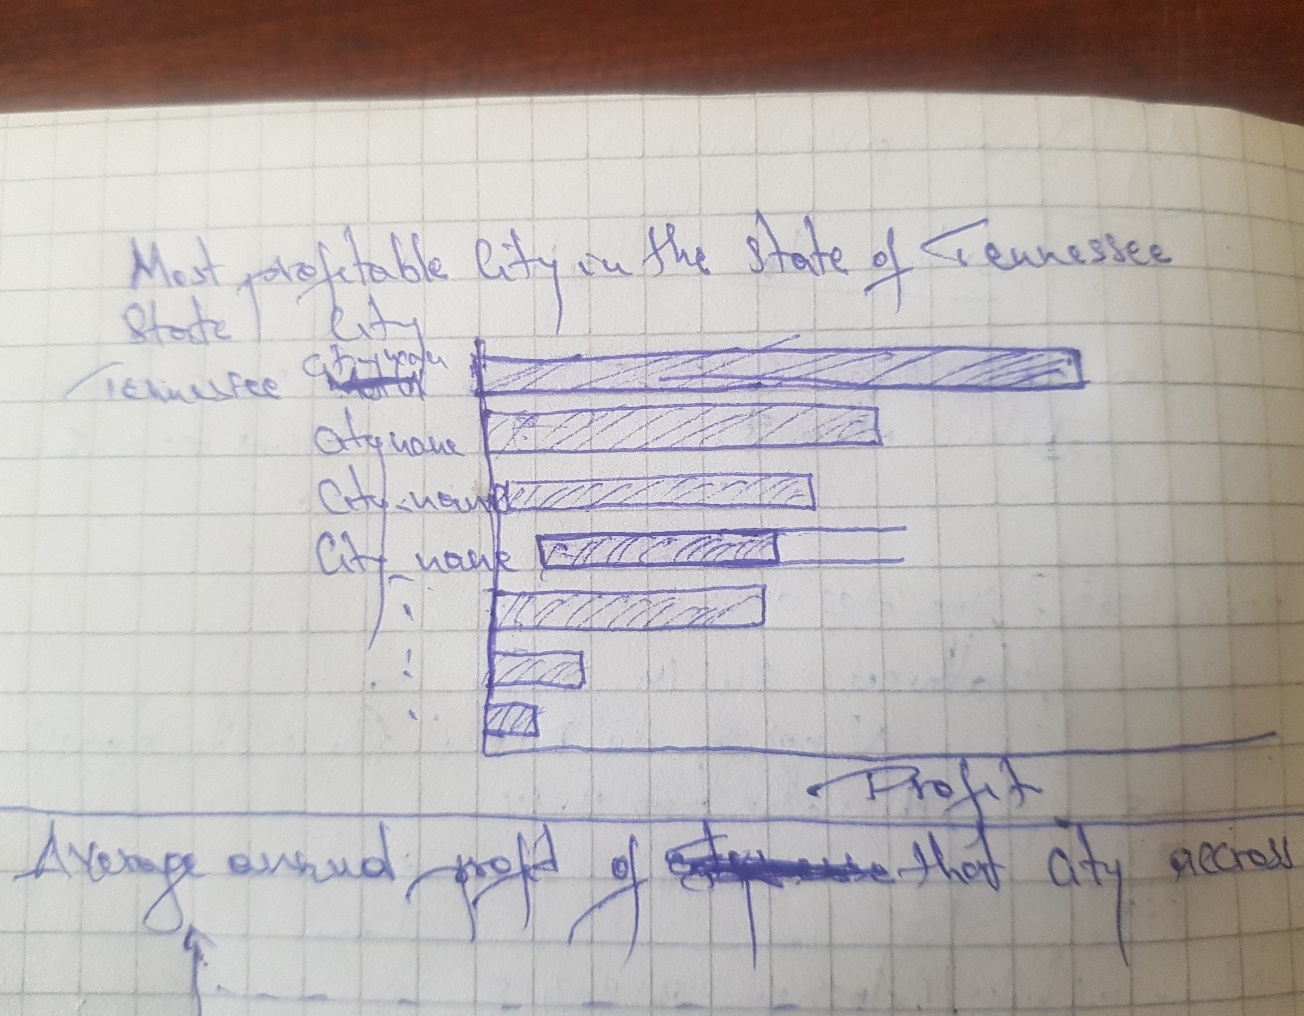 Most profitable City in the state of Tennessee
State City
Tennessee
City name
City name
City name
Profit
Average annual profit of that City accross